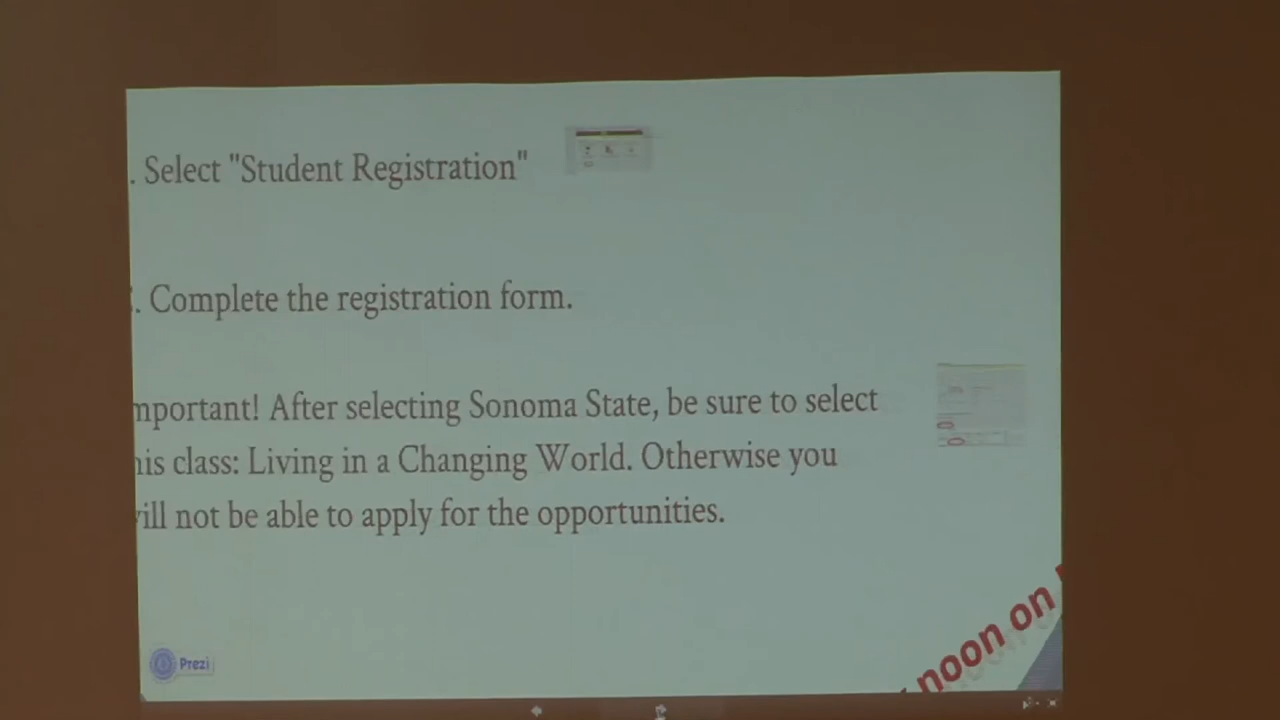 . Select "Student Registration"
. Complete the registration form.
mportant! After selecting Sonoma State, be sure to select
his class: Living in a Changing World. Otherwise you
will not be able to apply for the opportunities.
noon on
Prezi